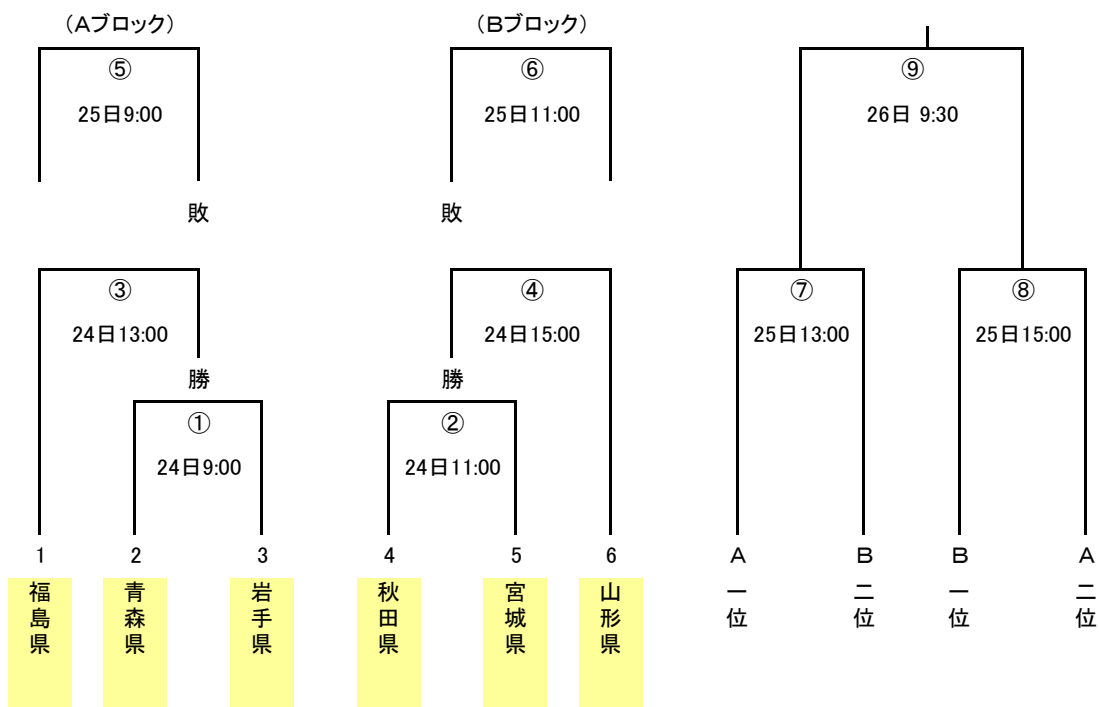 （Aブロック）
（Bブロック）
⑤
⑥
⑨
25日9:00
25日11:00
26日 9:30
敗
敗
③
④
⑦
⑧
24日13:00
24日15:00
25日13:00
25日15:00
勝
勝
①
②
24日9:00
24日11:00
1
2
3
4
5
6
A一位
B二位
B一位
A二位
福島県
青森県
岩手県
秋田県
宮城県
山形県